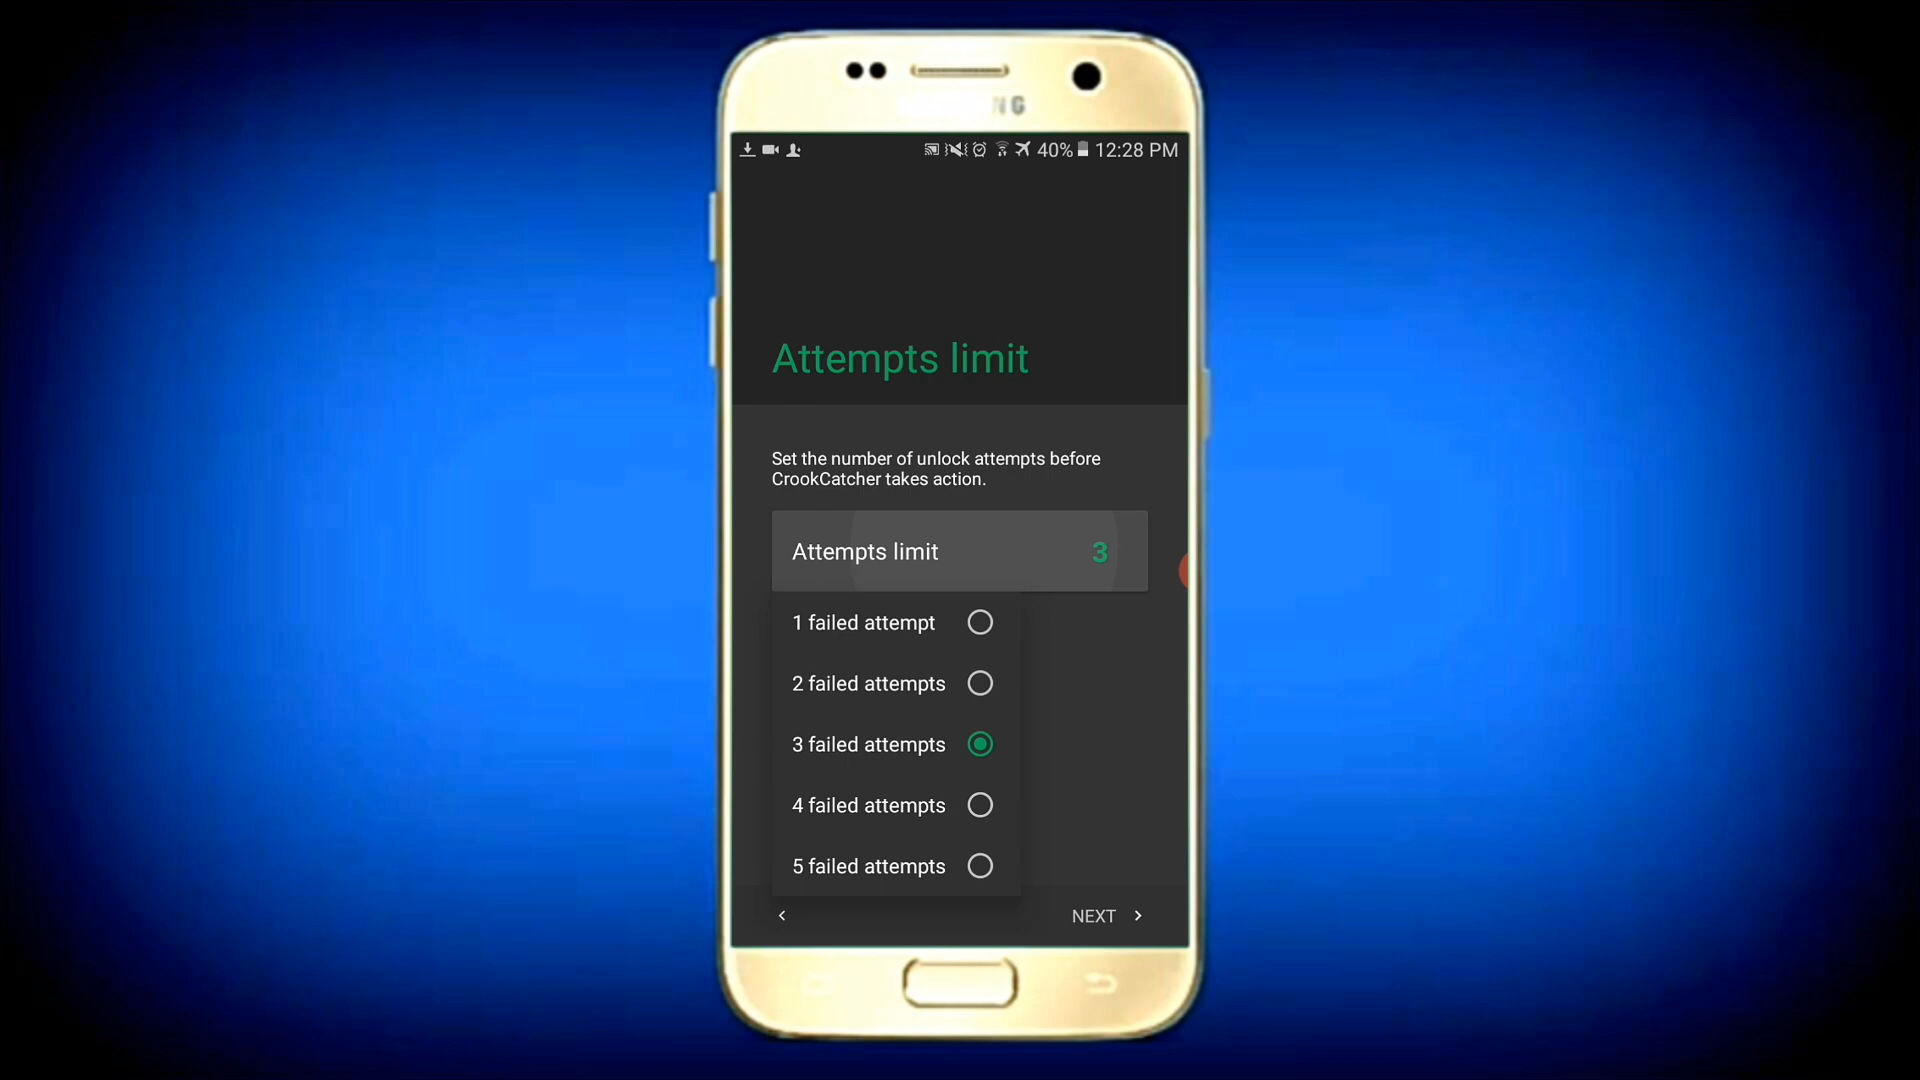 NG
40% 12:28 PM
Attempts limit
Set the number of unlock attempts before
CrookCatcher takes action.
Attempts limit 3
1 failed attempt
2 failed attempts
3 failed attempts
4 failed attempts
5 failed attempts
NEXT